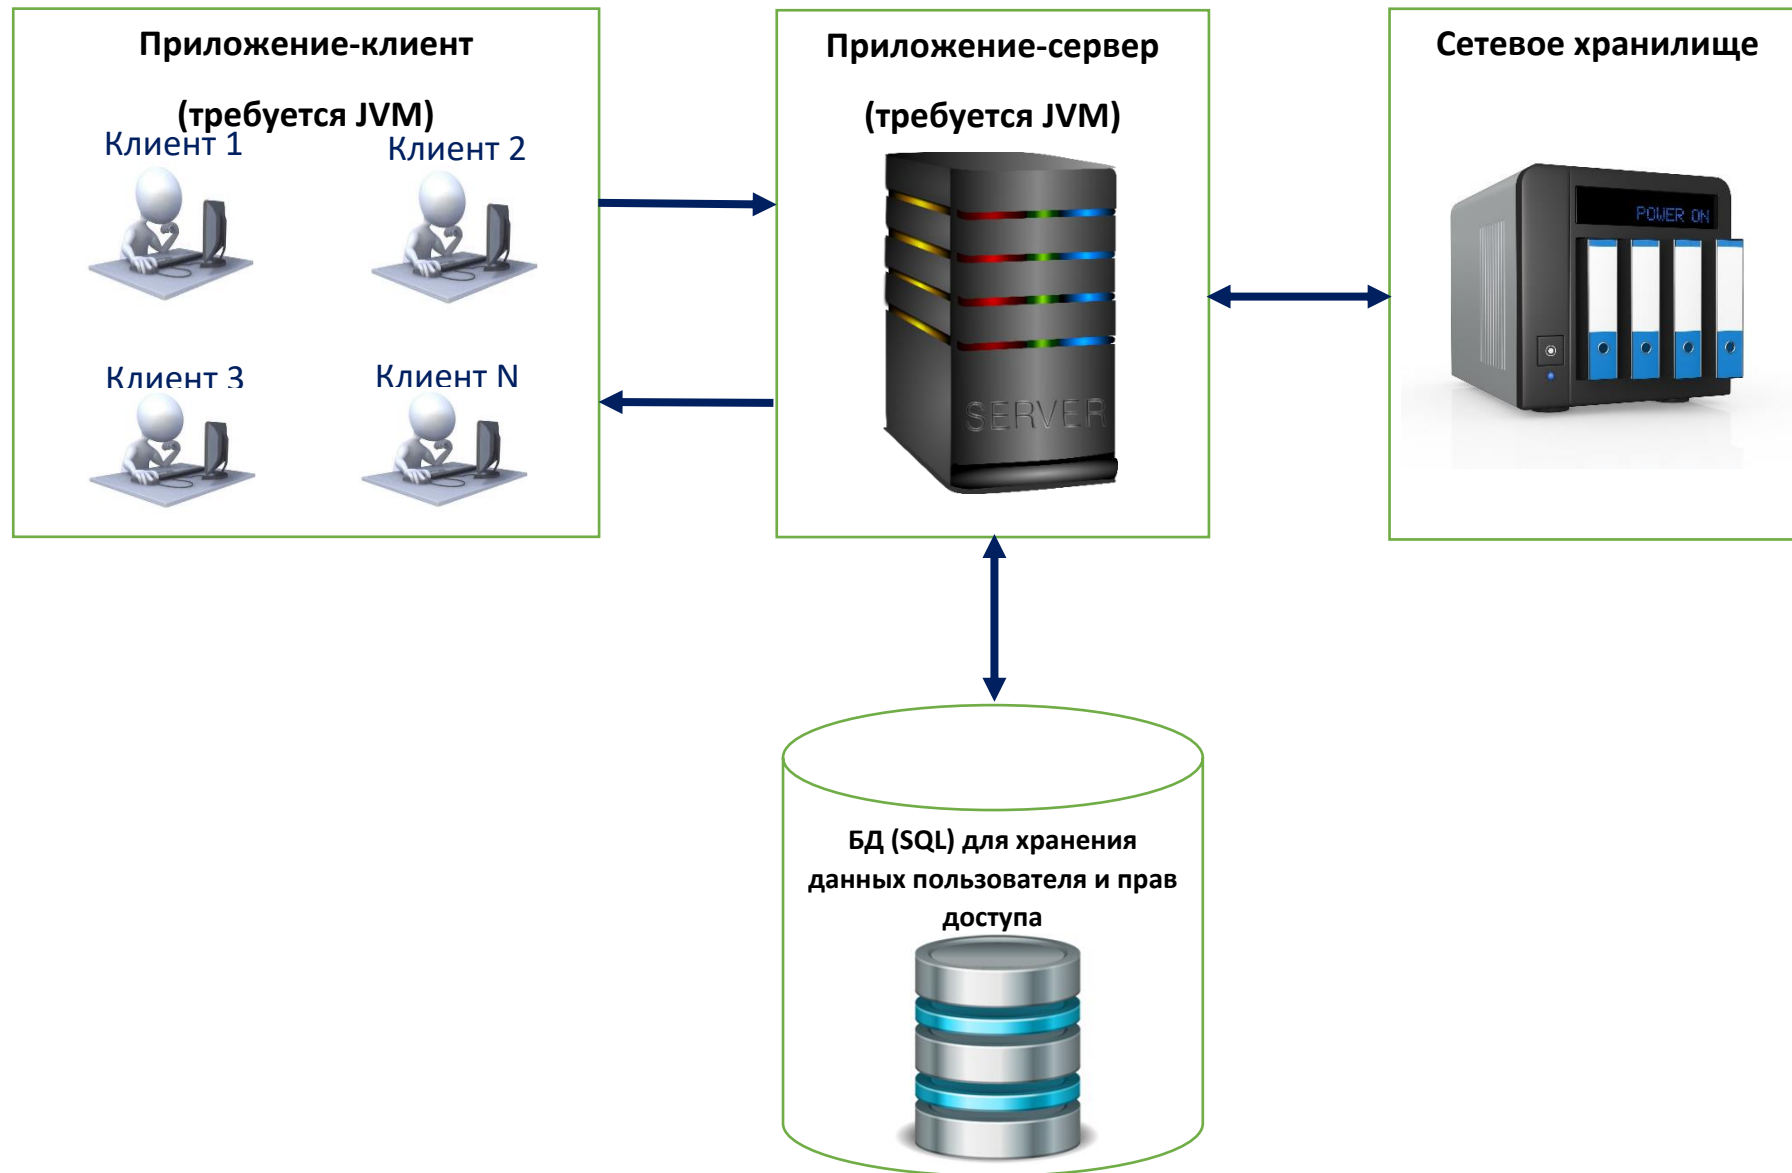 Приложение-клиент
(требуется JVM)
Клиент 1
Клиент 2
Клиент 3
Клиент N
Приложение-сервер
(требуется JVM)
SERVER
Сетевое хранилище
POWER ON
БД (SQL) для хранения
данных пользователя и прав
доступа